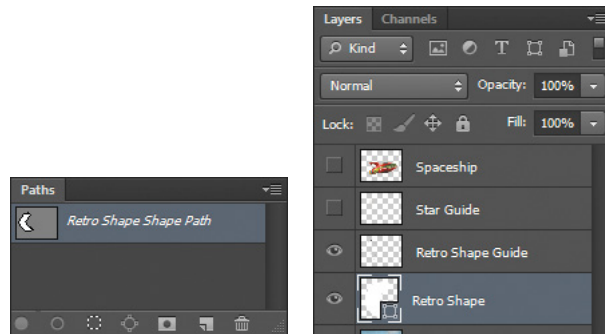 Paths
Retro Shape Shape Path
Layers Channels
Kind
Normal Opacity: 100%
Lock: Fill: 100%
Spaceship
Star Guide
Retro Shape Guide
Retro Shape